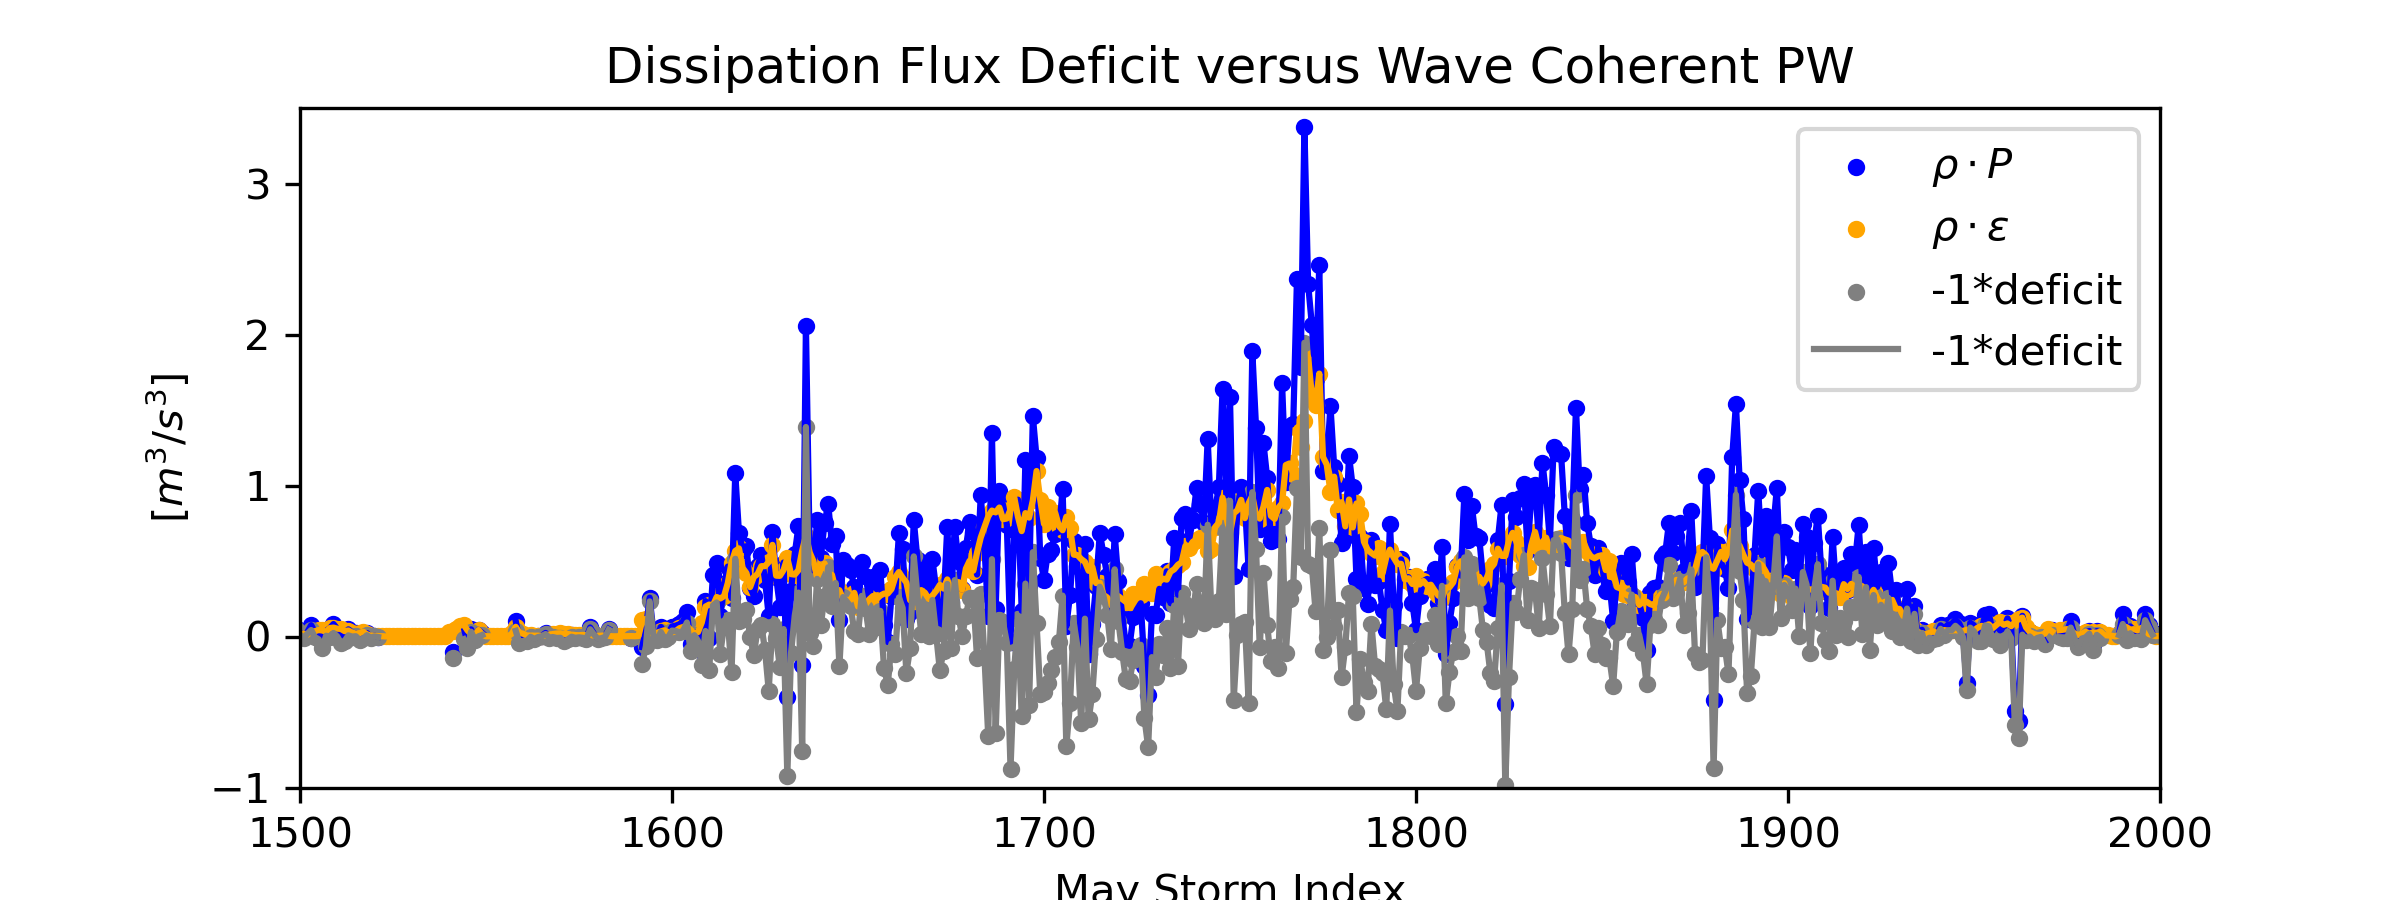 Dissipation Flux Deficit versus Wave Coherent PW
[m³/s³]
3
2
1
0
−1
1500 1600 1700 1800 1900 2000
May Storm Index
ρ · P
ρ · ε
-1*deficit
-1*deficit